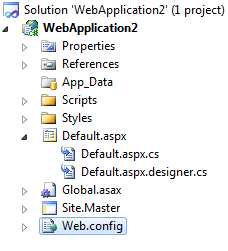 Solution 'WebApplication2' (1 project)
WebApplication2
Properties
References
App_Data
Scripts
Styles
Default.aspx
Default.aspx.cs
Default.aspx.designer.cs
Global.asax
Site.Master
Web.config